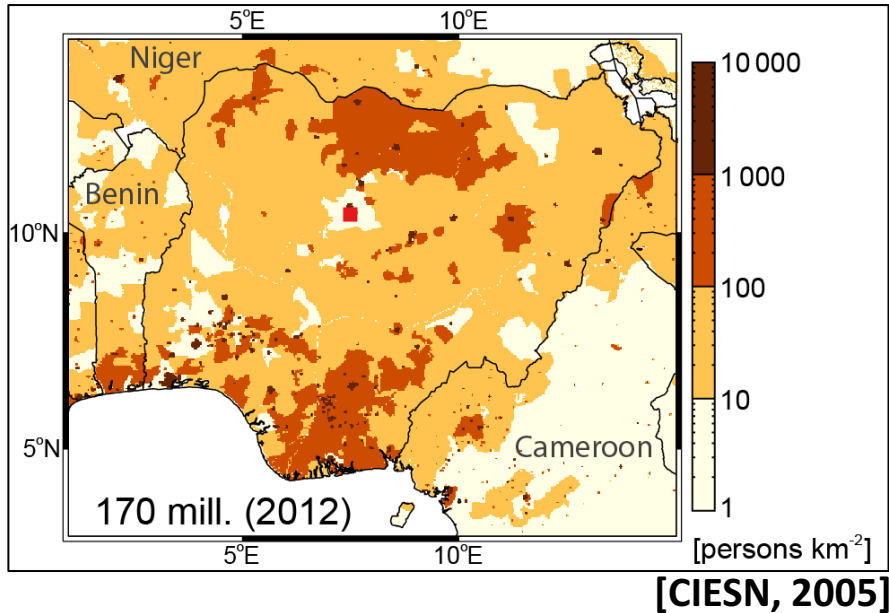 5°E 10°E
Niger
Benin
10°N
5°N
Cameroon
170 mill. (2012)
5°E 10°E
10 000
1 000
100
10
1
[persons km⁻²]
[CIESN, 2005]